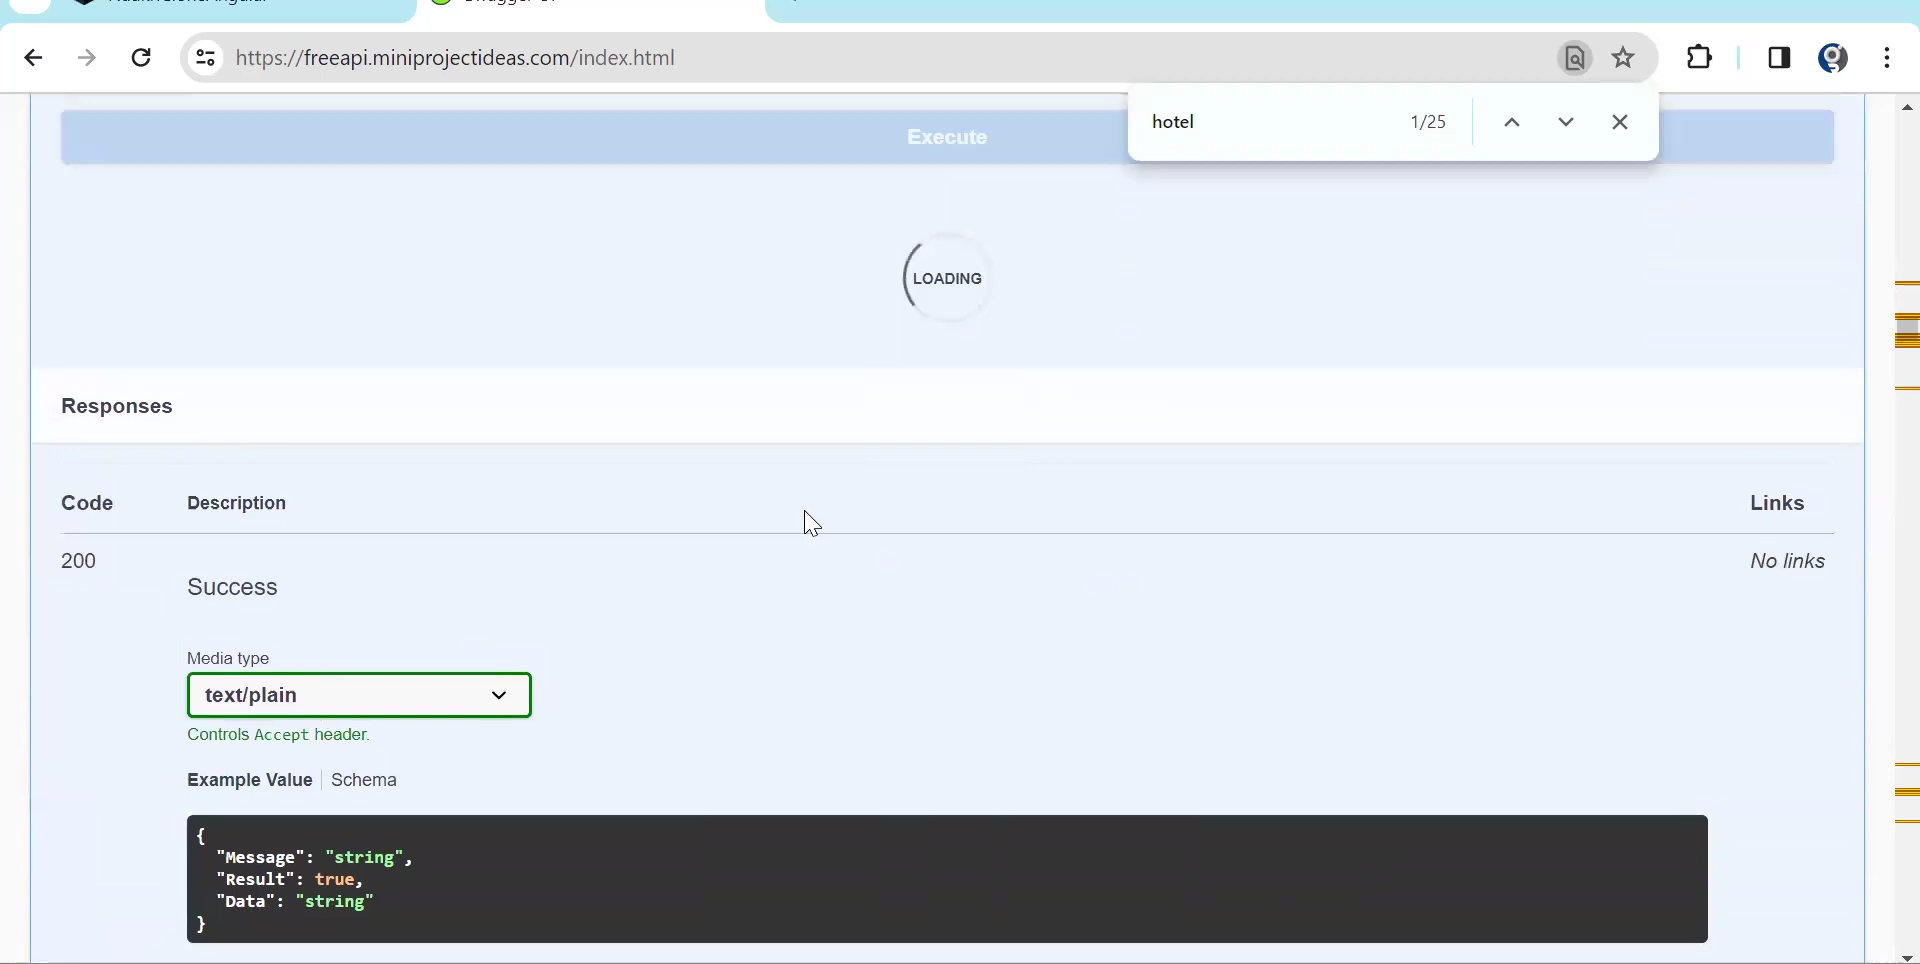 https://freeapi.miniprojectideas.com/index.html
hotel 1/25
Execute
LOADING
Responses
Code Description Links
200 No links
Success
Media type
text/plain
Controls Accept header.
Example Value Schema
{
"Message": "string",
"Result": true,
"Data": "string"
}